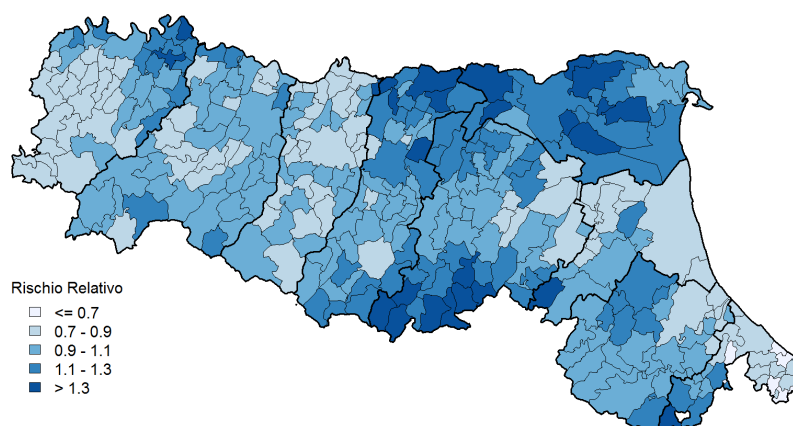 Rischio Relativo
<= 0.7
0.7 - 0.9
0.9 - 1.1
1.1 - 1.3
> 1.3